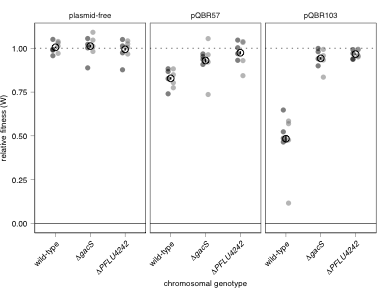 plasmid-free
pQBR57
pQBR103
relative fitness (W)
1.00
0.75
0.50
0.25
0.00
wild-type
ΔgacS
ΔPFLU4242
wild-type
ΔgacS
ΔPFLU4242
wild-type
ΔgacS
ΔPFLU4242
chromosomal genotype